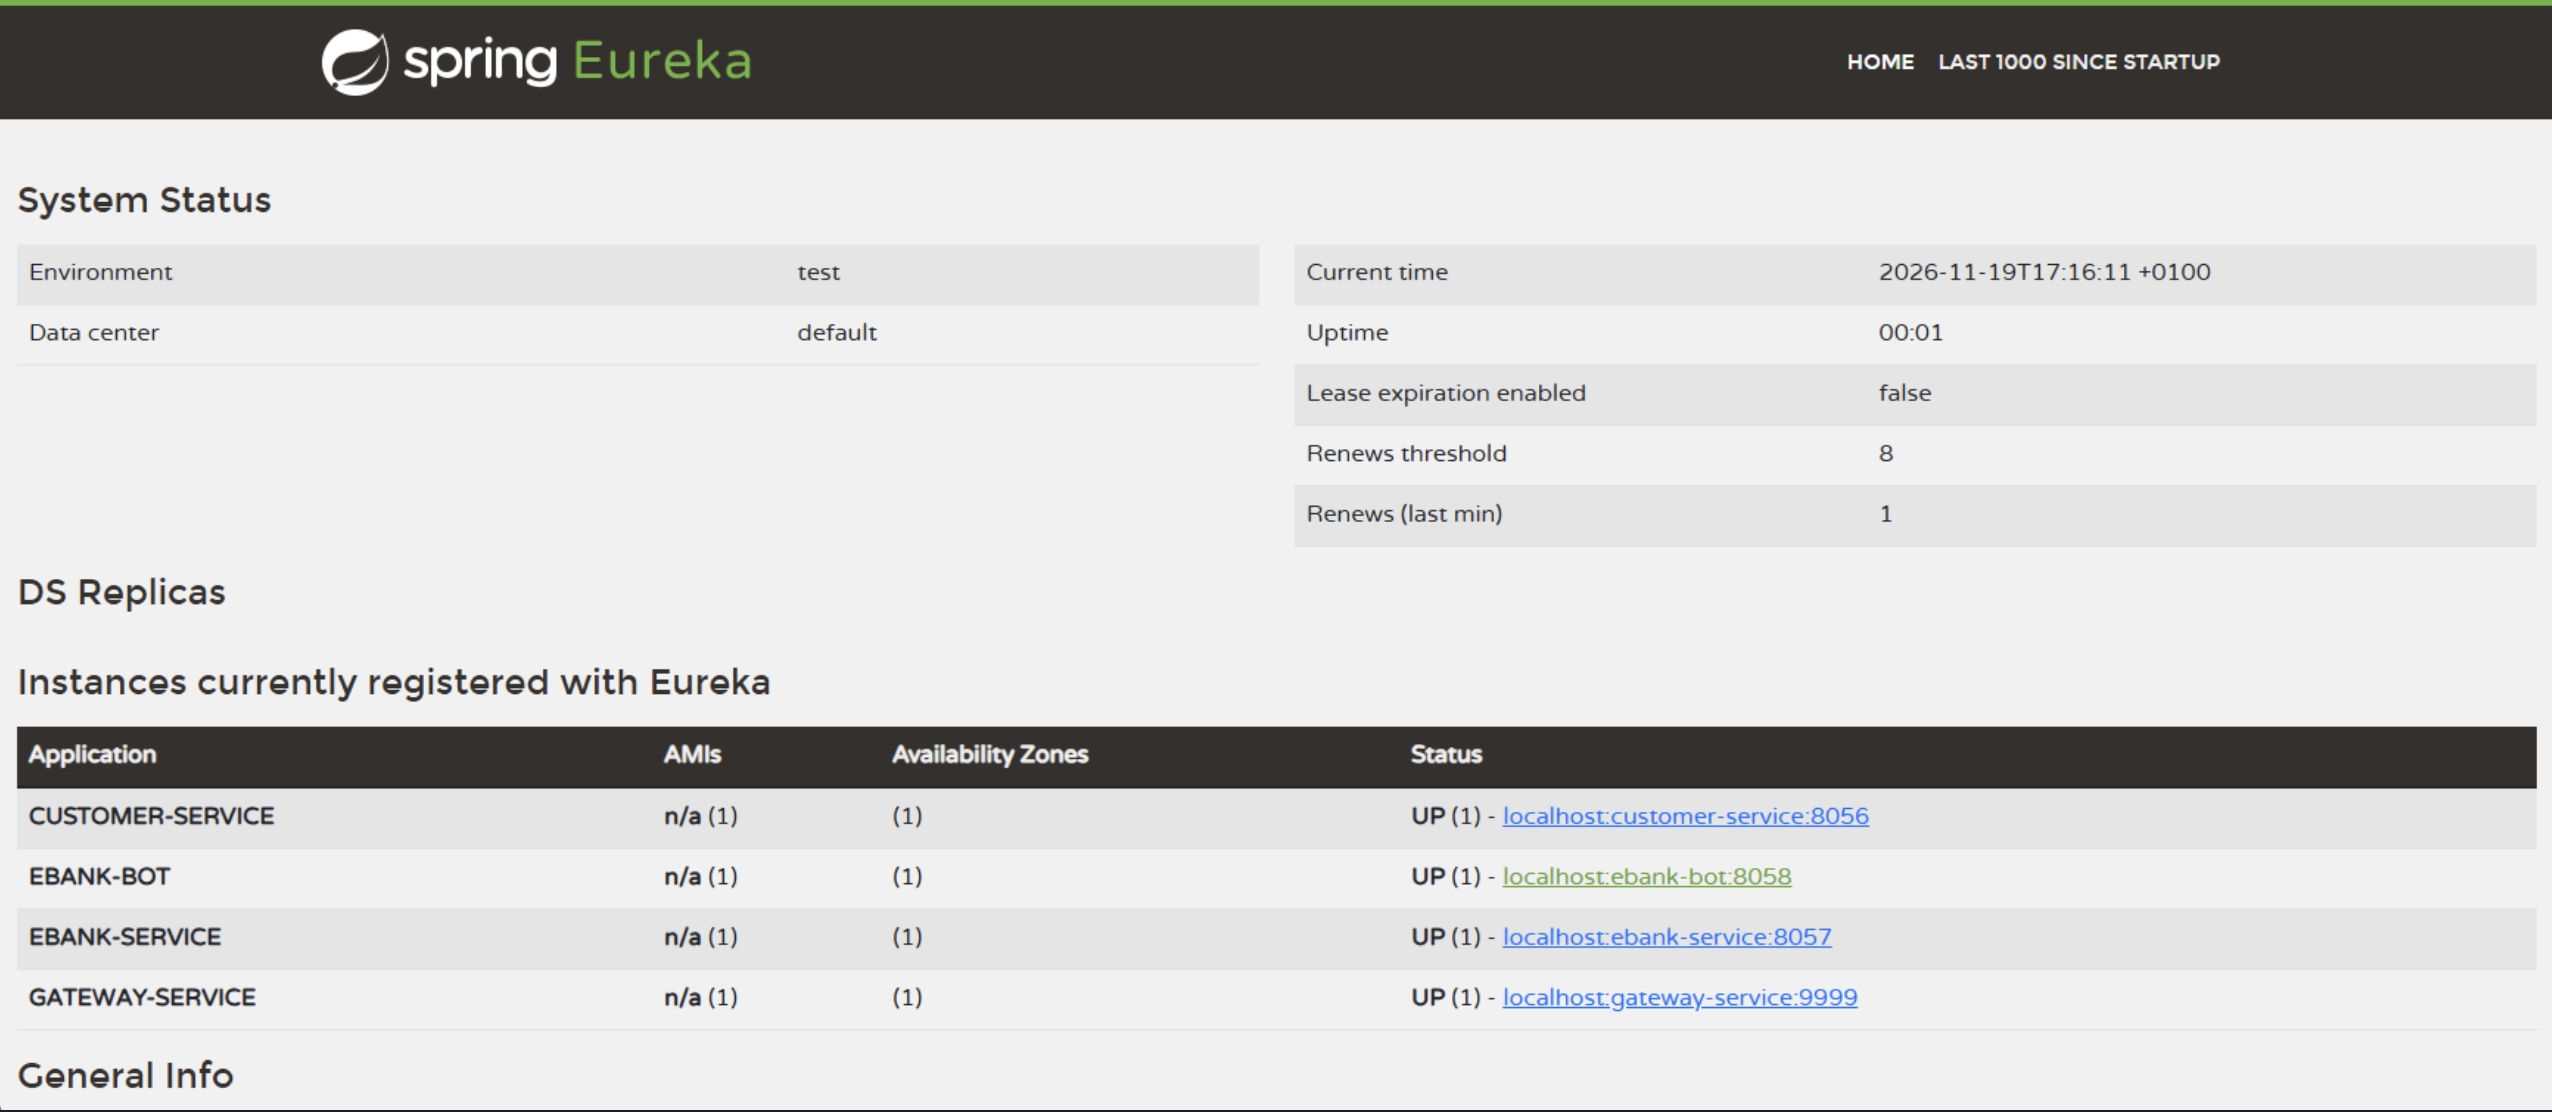 spring Eureka
HOME LAST 1000 SINCE STARTUP
System Status
Environment test
Data center default
Current time 2026-11-19T17:16:11 +0100
Uptime 00:01
Lease expiration enabled false
Renews threshold 8
Renews (last min) 1
DS Replicas
Instances currently registered with Eureka
Application AMIs Availability Zones Status
CUSTOMER-SERVICE n/a (1) (1) UP (1) - localhost:customer-service:8056
EBANK-BOT n/a (1) (1) UP (1) - localhost:ebank-bot:8058
EBANK-SERVICE n/a (1) (1) UP (1) - localhost:ebank-service:8057
GATEWAY-SERVICE n/a (1) (1) UP (1) - localhost:gateway-service:9999
General Info